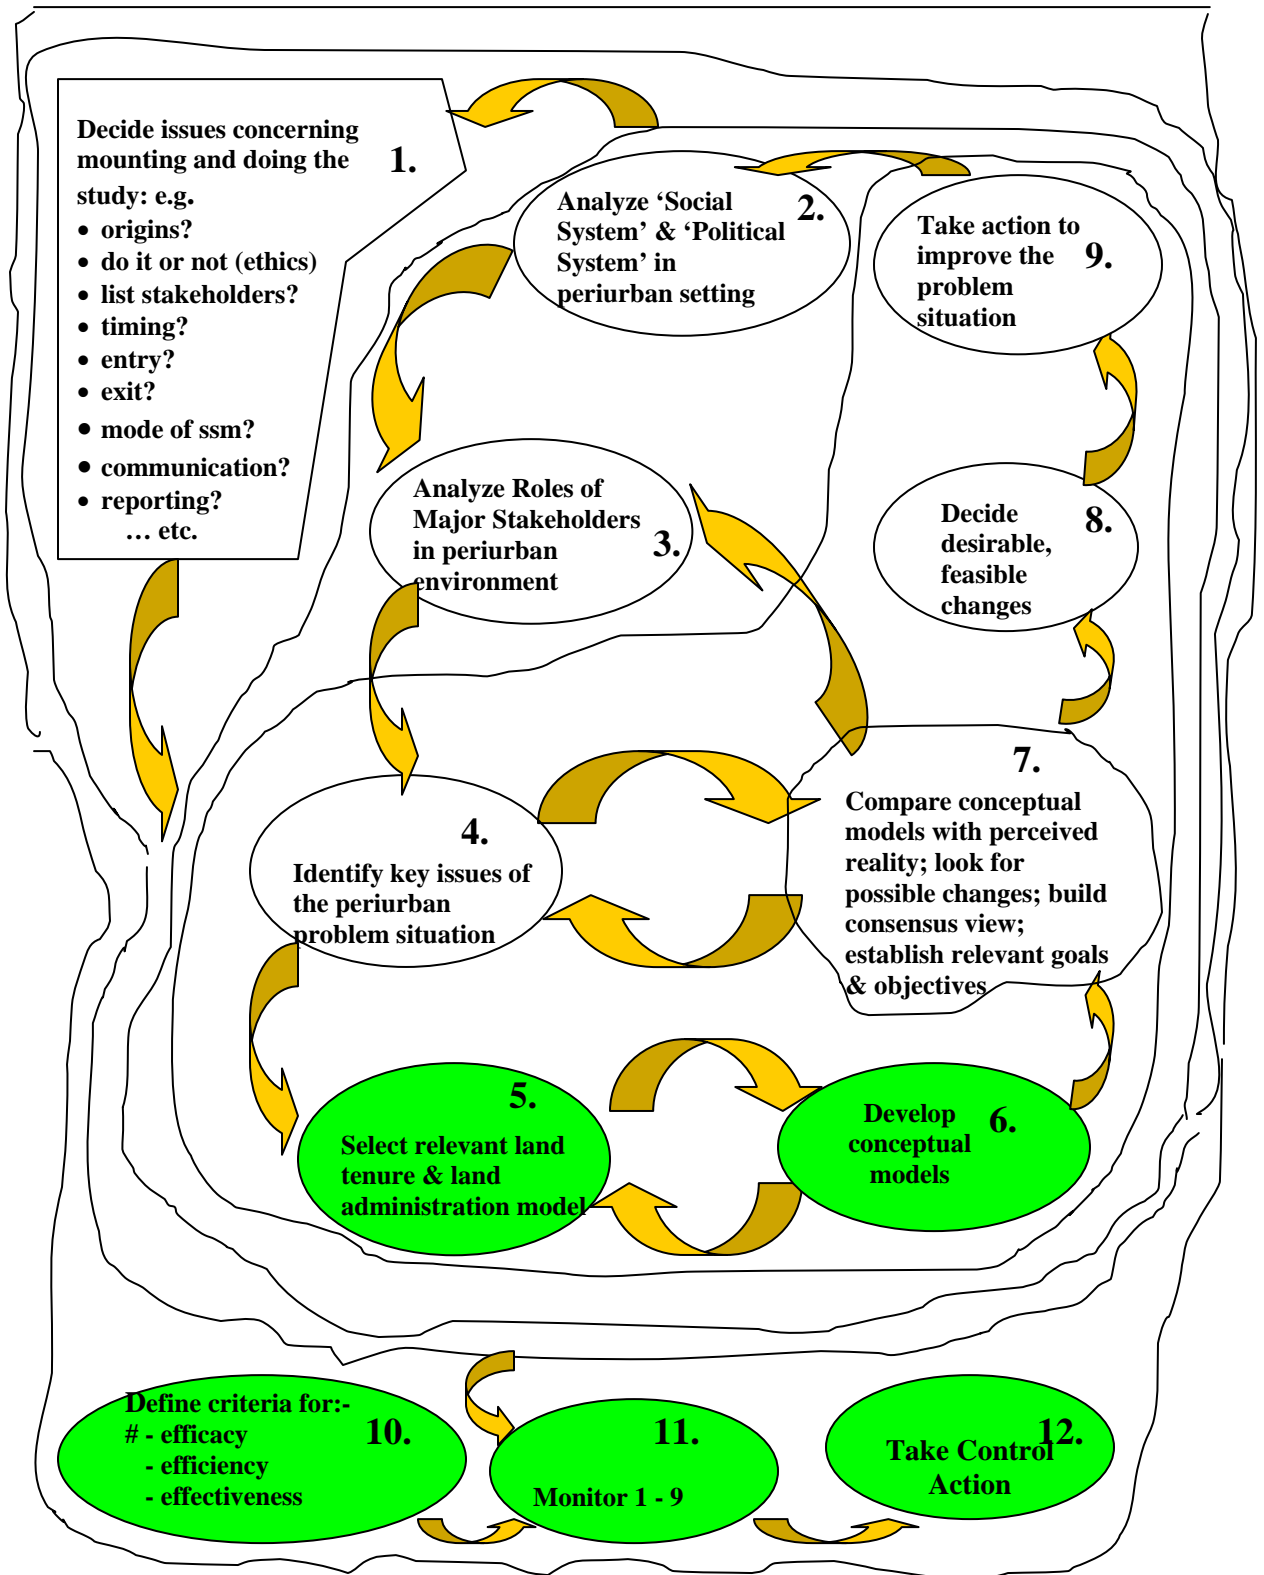 1.
Decide issues concerning
mounting and doing the
study: e.g.
• origins?
• do it or not (ethics)
• list stakeholders?
• timing?
• entry?
• exit?
• mode of ssm?
• communication?
• reporting?
… etc.
2.
Analyze ‘Social
System’ & ‘Political
System’ in
periurban setting
9.
Take action to
improve the
problem
situation
3.
Analyze Roles of
Major Stakeholders
in periurban
environment
8.
Decide
desirable,
feasible
changes
4.
Identify key issues of
the periurban
problem situation
7.
Compare conceptual
models with perceived
reality; look for
possible changes; build
consensus view;
establish relevant goals
& objectives
5.
Select relevant land
tenure & land
administration model
6.
Develop
conceptual
models
10.
Define criteria for:-
# - efficacy
- efficiency
- effectiveness
11.
Monitor 1 - 9
12.
Take Control
Action